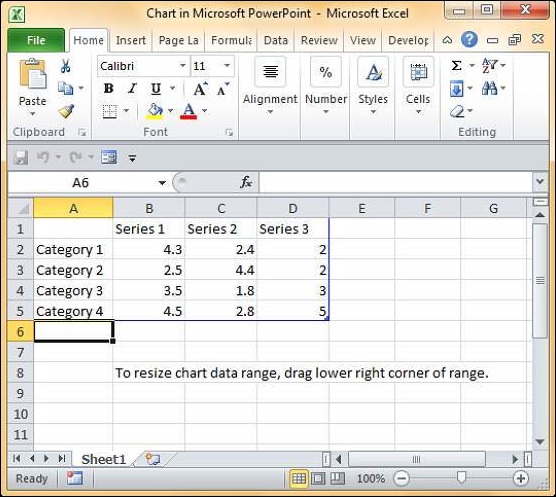 Chart in Microsoft PowerPoint - Microsoft Excel
File Home Insert Page La Formula Data Review View Develop
Calibri 11
Paste B I U A A Alignment Number Styles Cells
Clipboard Font Editing
A6 fx
A B C D E F G
1 Series 1 Series 2 Series 3
2 Category 1 4.3 2.4 2
3 Category 2 2.5 4.4 2
4 Category 3 3.5 1.8 3
5 Category 4 4.5 2.8 5
6
7
8 To resize chart data range, drag lower right corner of range.
9
10
11
Sheet1
Ready 100%